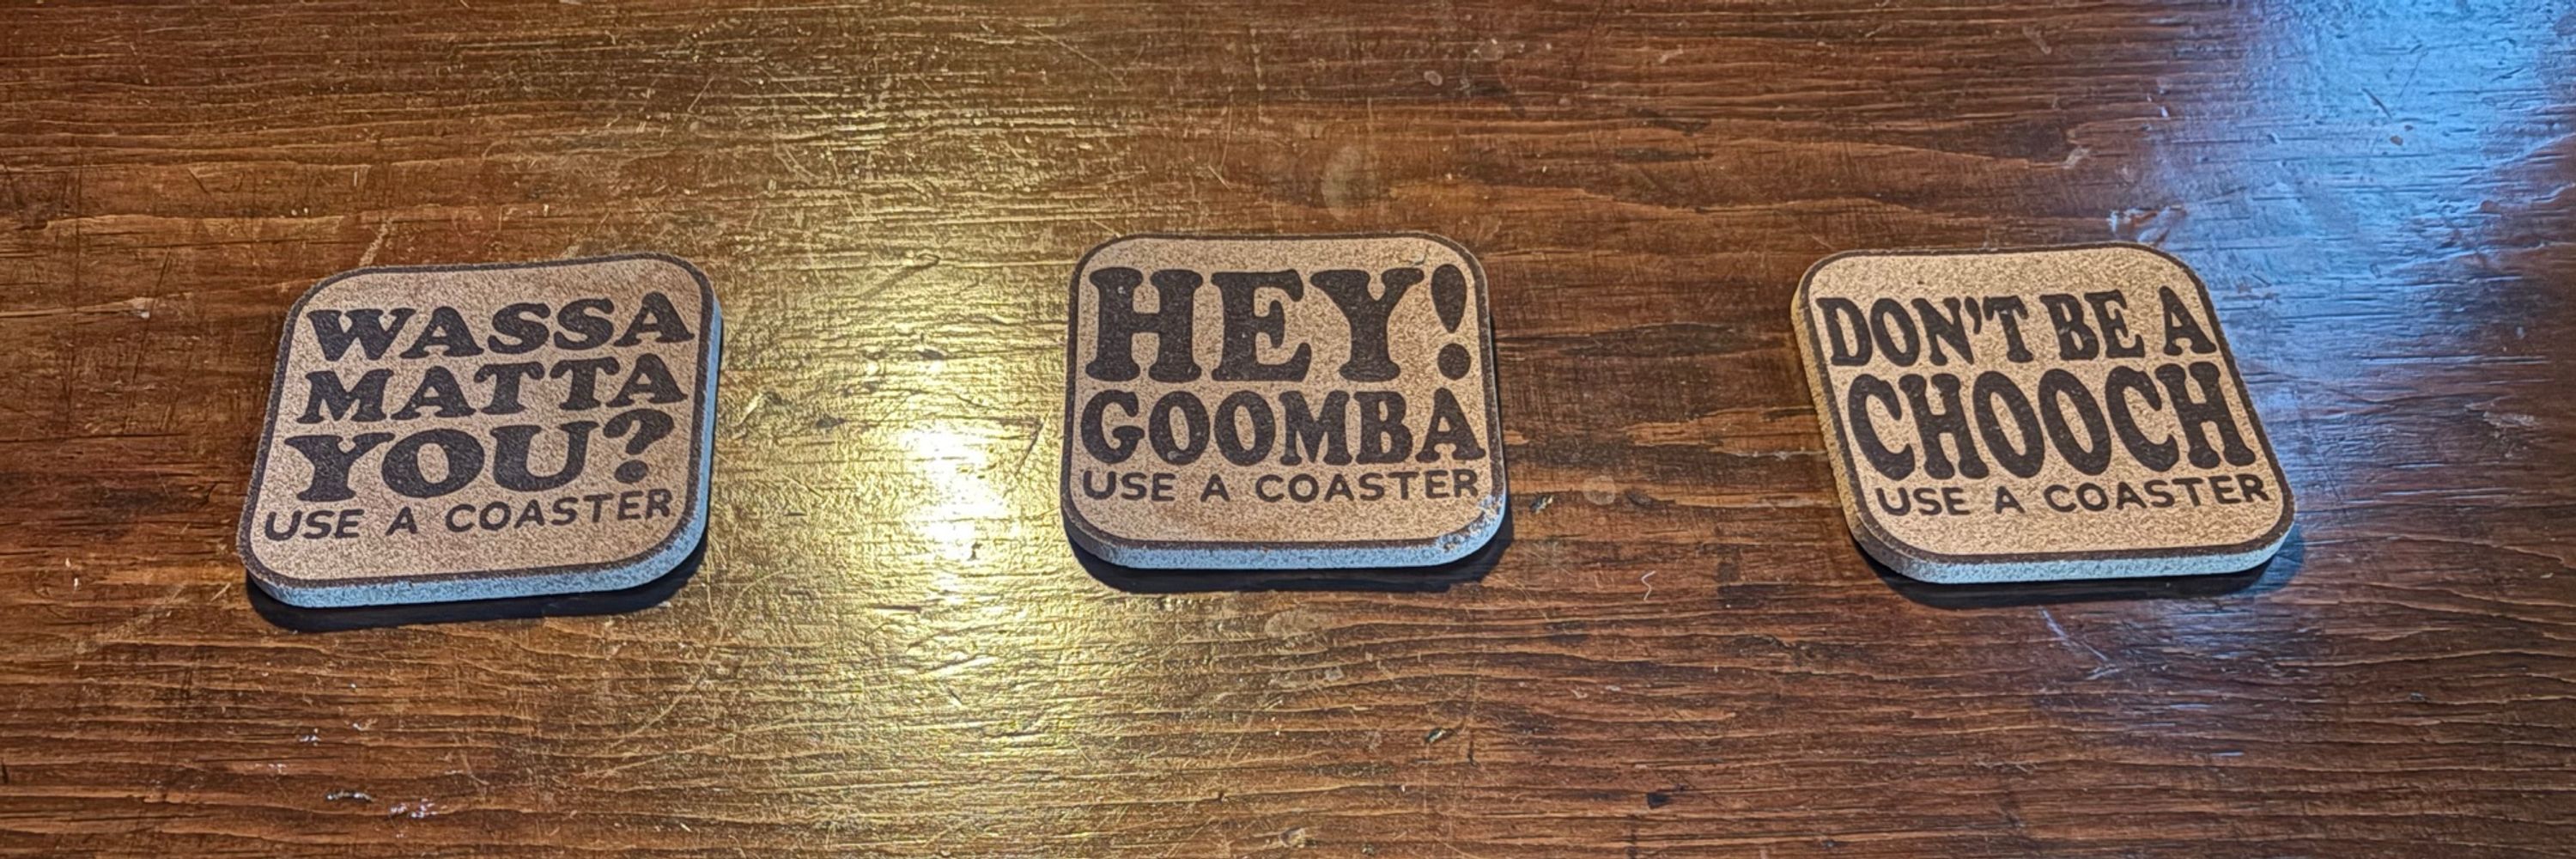 WASSA
MATTA
YOU?
USE A COASTER
HEY!
GOOMBA
USE A COASTER
DON'T BE A
CHOOCH
USE A COASTER